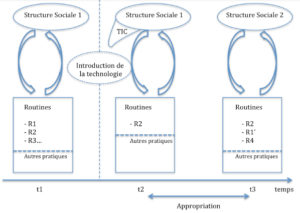 Structure Sociale 1
Structure Sociale 1
Structure Sociale 2
TIC
Introduction de
la technologie
Routines
- R1
- R2
- R3...
Autres pratiques
Routines
- R2
Autres pratiques
Routines
- R2
- R1'
- R4
Autres pratiques
t1
t2
t3
temps
Appropriation